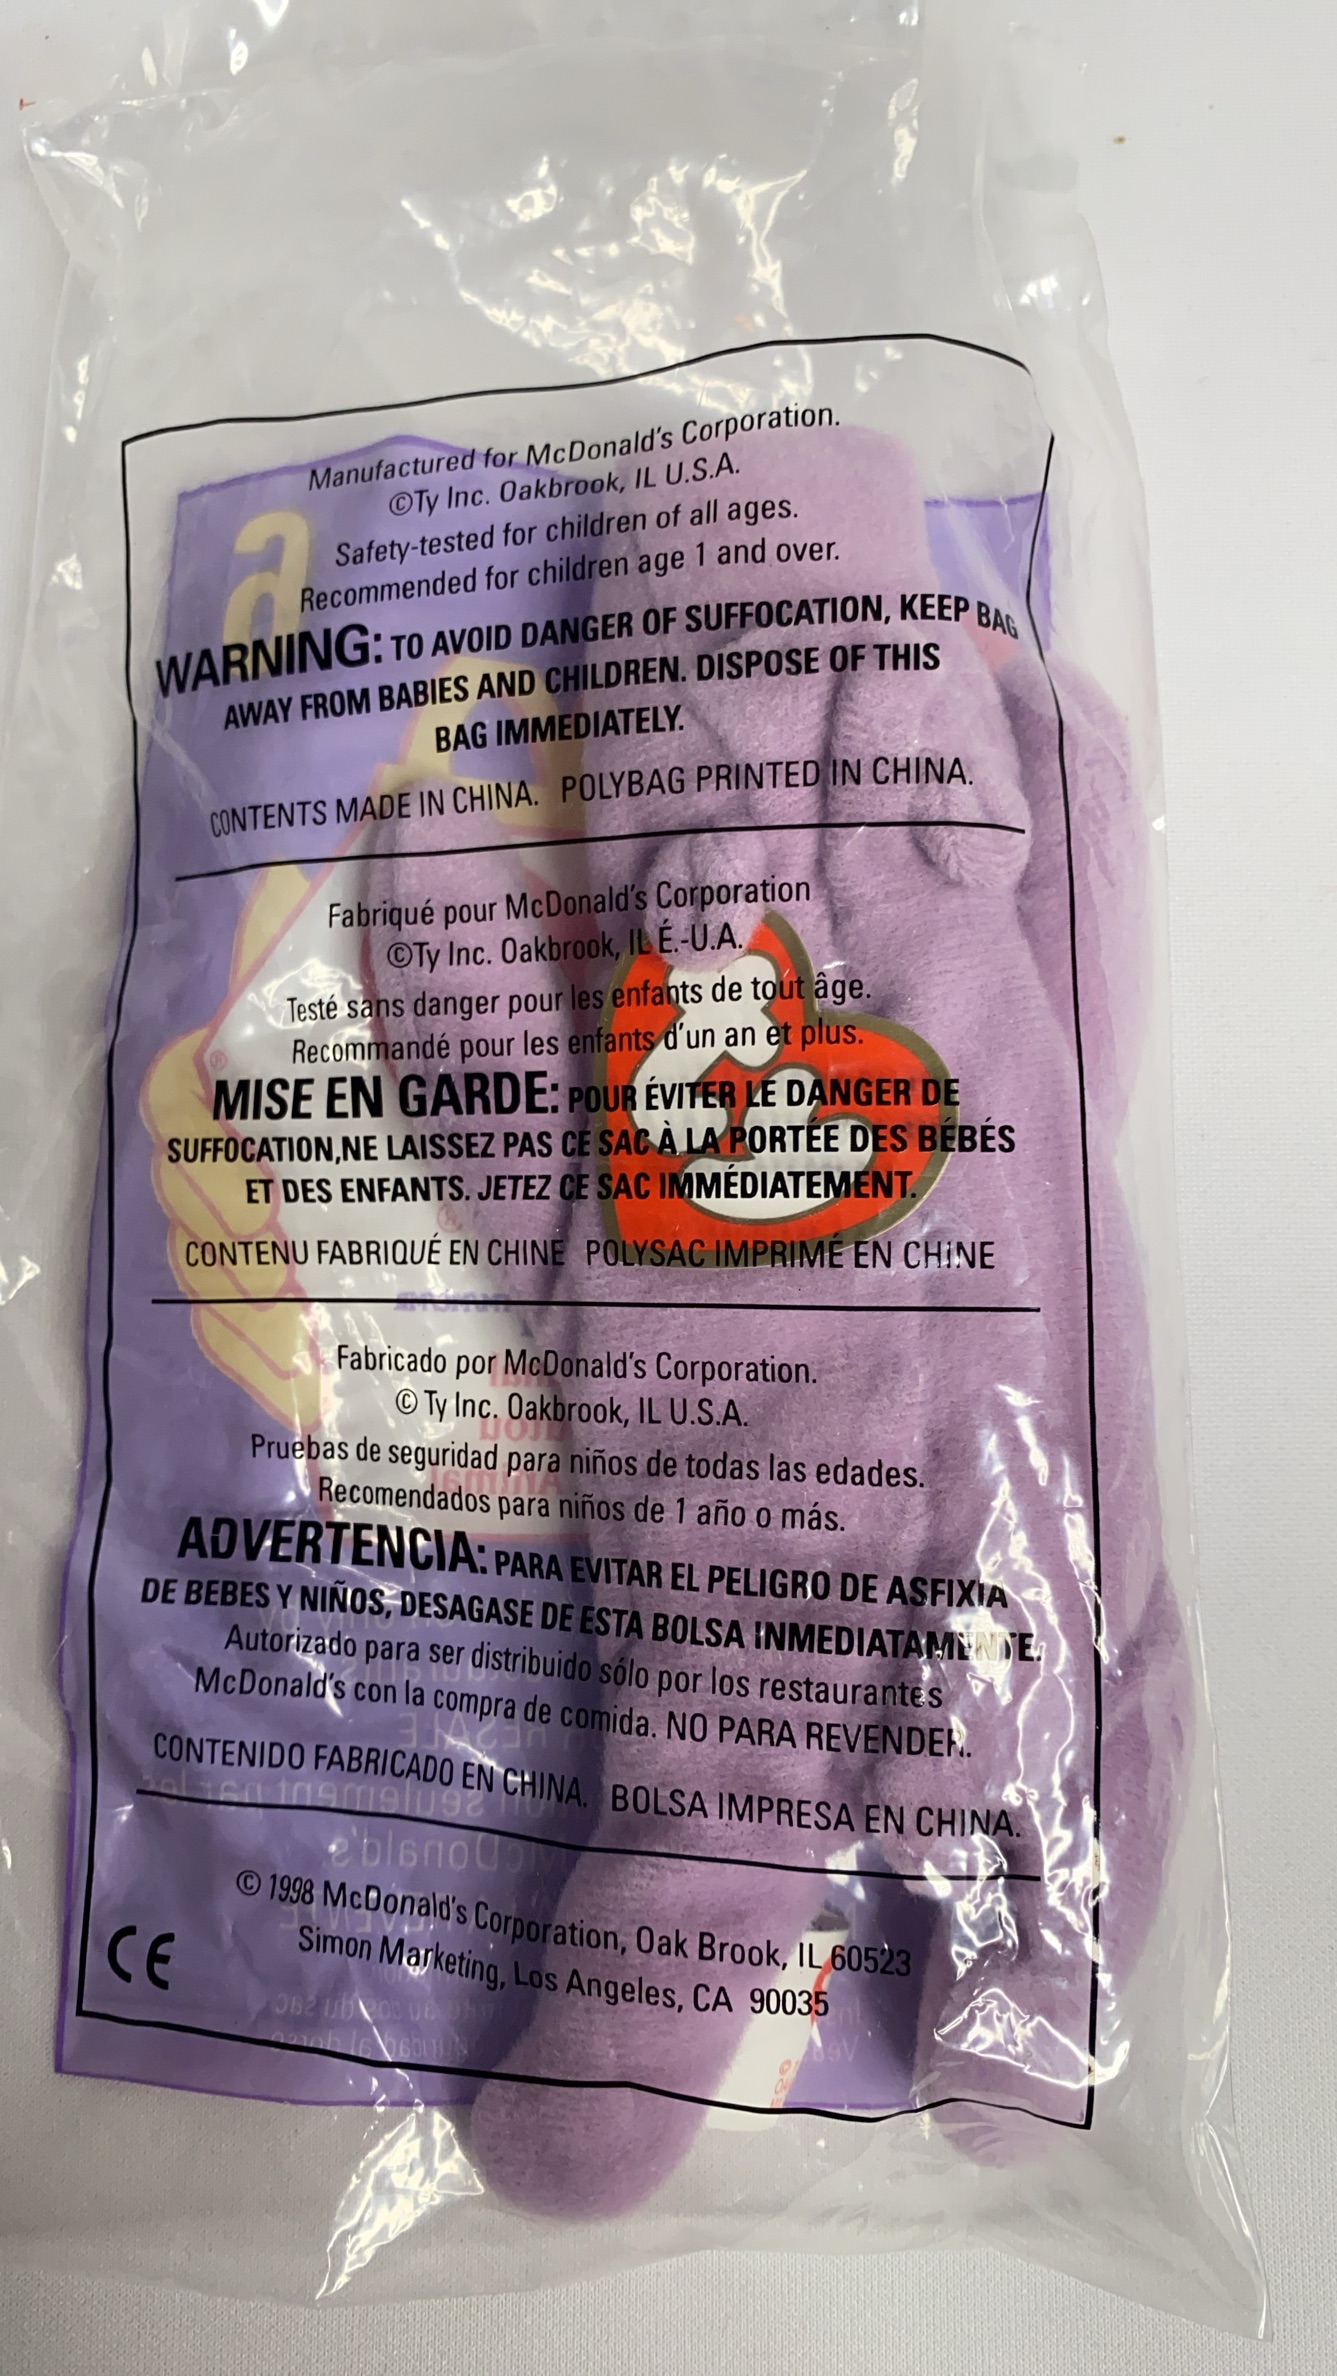 Manufactured for McDonald's Corporation.
©Ty Inc. Oakbrook, IL U.S.A.
Safety-tested for children of all ages.
Recommended for children age 1 and over.
WARNING: TO AVOID DANGER OF SUFFOCATION, KEEP BAG
AWAY FROM BABIES AND CHILDREN. DISPOSE OF THIS
BAG IMMEDIATELY.
CONTENTS MADE IN CHINA. POLYBAG PRINTED IN CHINA.
Fabriqué pour McDonald's Corporation
©Ty Inc. Oakbrook, IL É.-U.A.
Testé sans danger pour les enfants de tout âge.
Recommandé pour les enfants d'un an et plus.
MISE EN GARDE: POUR ÉVITER LE DANGER DE
SUFFOCATION,NE LAISSEZ PAS CE SAC À LA PORTÉE DES BÉBÉS
ET DES ENFANTS. JETEZ CE SAC IMMÉDIATEMENT.
CONTENU FABRIQUÉ EN CHINE POLYSAC IMPRIMÉ EN CHINE
Fabricado por McDonald's Corporation.
© Ty Inc. Oakbrook, IL U.S.A.
Pruebas de seguridad para niños de todas las edades.
Recomendados para niños de 1 año o más.
ADVERTENCIA: PARA EVITAR EL PELIGRO DE ASFIXIA
DE BEBES Y NIÑOS, DESAGASE DE ESTA BOLSA INMEDIATAMENTE.
Autorizado para ser distribuido sólo por los restaurantes
McDonald's con la compra de comida. NO PARA REVENDER.
CONTENIDO FABRICADO EN CHINA. BOLSA IMPRESA EN CHINA.
© 1998 McDonald's Corporation, Oak Brook, IL 60523
Simon Marketing, Los Angeles, CA 90035
CE